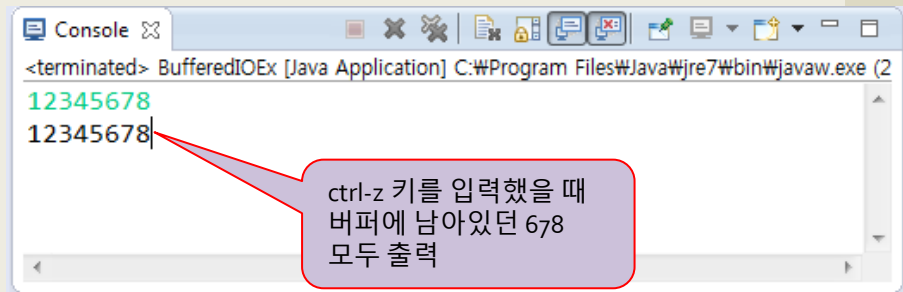 Console
<terminated> BufferedIOEx [Java Application] C:₩Program Files₩Java₩jre7₩bin₩javaw.exe (2
12345678
12345678
ctrl-z 키를 입력했을 때
버퍼에 남아있던 678
모두 출력